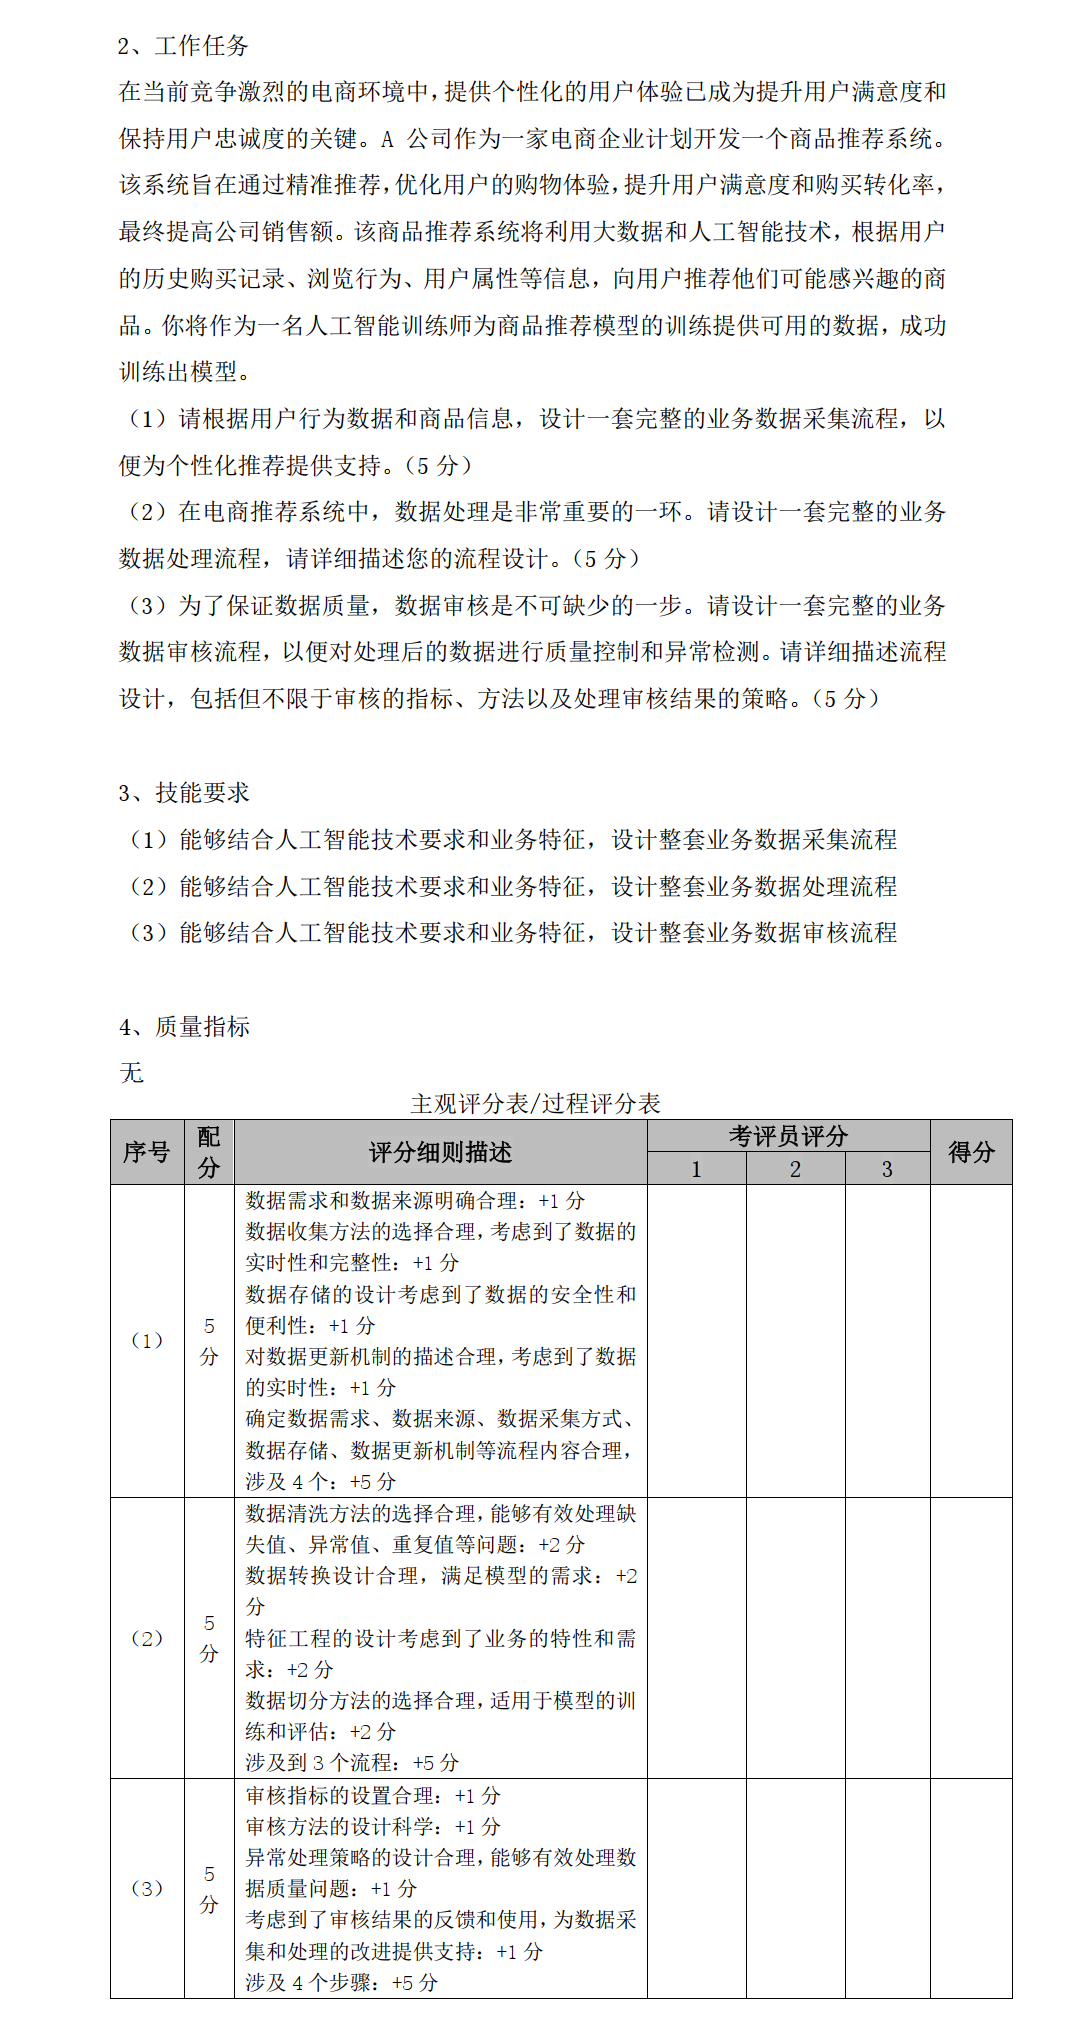 2、工作任务
在当前竞争激烈的电商环境中，提供个性化的用户体验已成为提升用户满意度和
保持用户忠诚度的关键。A 公司作为一家电商企业计划开发一个商品推荐系统。
该系统旨在通过精准推荐，优化用户的购物体验，提升用户满意度和购买转化率，
最终提高公司销售额。该商品推荐系统将利用大数据和人工智能技术，根据用户
的历史购买记录、浏览行为、用户属性等信息，向用户推荐他们可能感兴趣的商
品。你将作为一名人工智能训练师为商品推荐模型的训练提供可用的数据，成功
训练出模型。
（1）请根据用户行为数据和商品信息，设计一套完整的业务数据采集流程，以
便为个性化推荐提供支持。（5 分）
（2）在电商推荐系统中，数据处理是非常重要的一环。请设计一套完整的业务
数据处理流程，请详细描述您的流程设计。（5 分）
（3）为了保证数据质量，数据审核是不可缺少的一步。请设计一套完整的业务
数据审核流程，以便对处理后的数据进行质量控制和异常检测。请详细描述流程
设计，包括但不限于审核的指标、方法以及处理审核结果的策略。（5 分）
3、技能要求
（1）能够结合人工智能技术要求和业务特征，设计整套业务数据采集流程
（2）能够结合人工智能技术要求和业务特征，设计整套业务数据处理流程
（3）能够结合人工智能技术要求和业务特征，设计整套业务数据审核流程
4、质量指标
无
主观评分表/过程评分表
序号 配分 评分细则描述 考评员评分 得分
1 2 3
（1） 5分
数据需求和数据来源明确合理：+1 分
数据收集方法的选择合理，考虑到了数据的
实时性和完整性：+1 分
数据存储的设计考虑到了数据的安全性和
便利性：+1 分
对数据更新机制的描述合理，考虑到了数据
的实时性：+1 分
确定数据需求、数据来源、数据采集方式、
数据存储、数据更新机制等流程内容合理，
涉及 4 个：+5 分
（2） 5分
数据清洗方法的选择合理，能够有效处理缺
失值、异常值、重复值等问题：+2 分
数据转换设计合理，满足模型的需求：+2
分
特征工程的设计考虑到了业务的特性和需
求：+2 分
数据切分方法的选择合理，适用于模型的训
练和评估：+2 分
涉及到 3 个流程：+5 分
（3） 5分
审核指标的设置合理：+1 分
审核方法的设计科学：+1 分
异常处理策略的设计合理，能够有效处理数
据质量问题：+1 分
考虑到了审核结果的反馈和使用，为数据采
集和处理的改进提供支持：+1 分
涉及 4 个步骤：+5 分